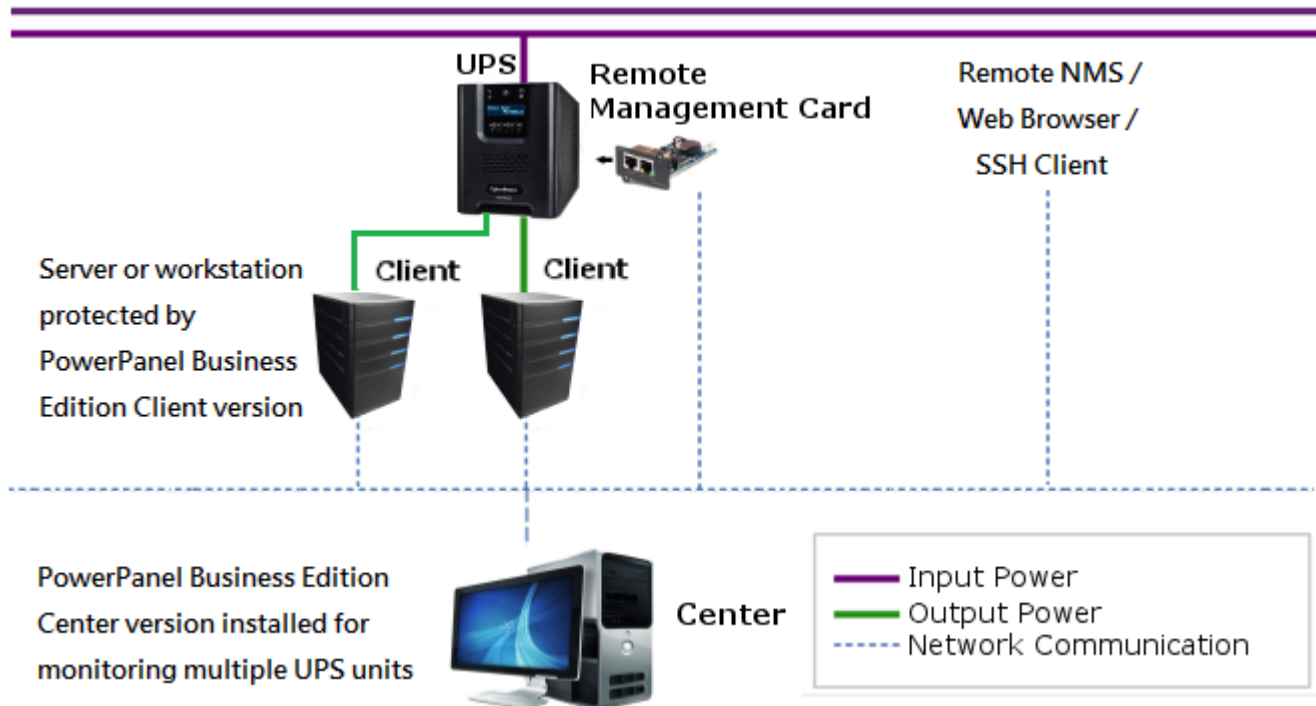 UPS
Remote
Management Card
Remote NMS /
Web Browser /
SSH Client
Server or workstation
protected by
PowerPanel Business
Edition Client version
Client
Client
PowerPanel Business Edition
Center version installed for
monitoring multiple UPS units
Center
Input Power
Output Power
Network Communication